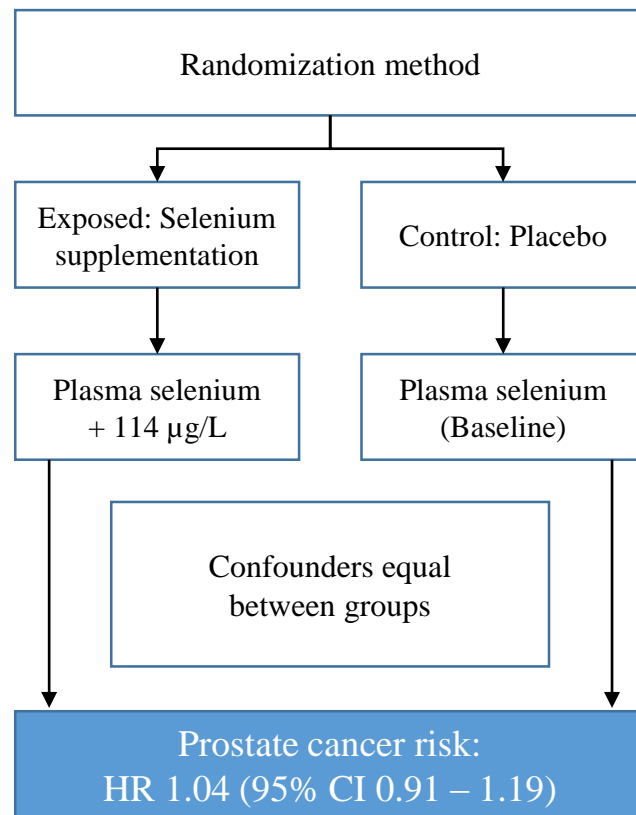 Randomization method
Exposed: Selenium
supplementation
Control: Placebo
Plasma selenium
+ 114 µg/L
Plasma selenium
(Baseline)
Confounders equal
between groups
Prostate cancer risk:
HR 1.04 (95% CI 0.91 – 1.19)